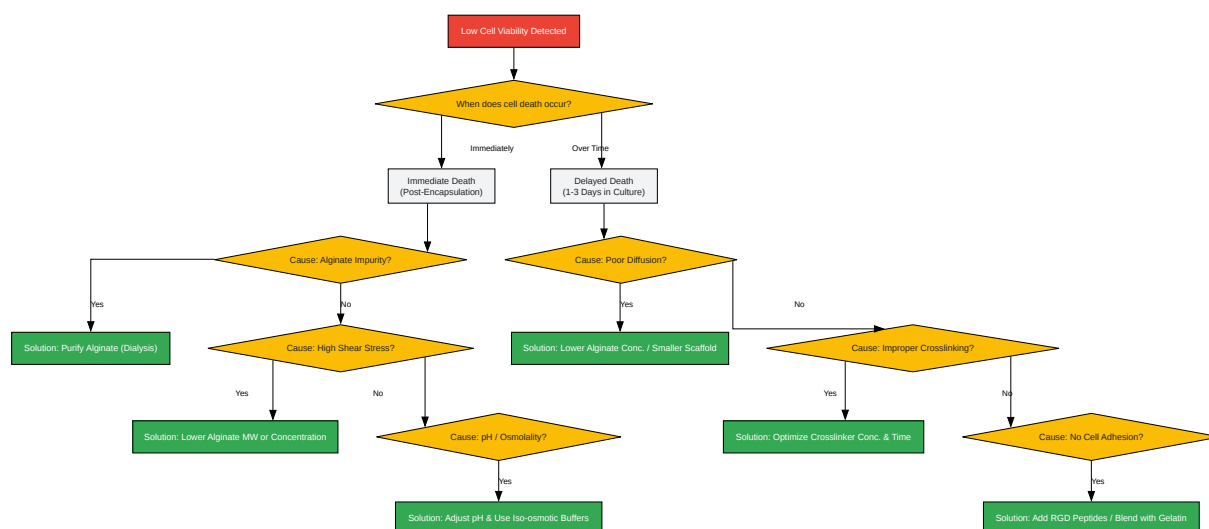 Low Cell Viability Detected
When does cell death occur?
Immediately
Over Time
Immediate Death
(Post-Encapsulation)
Delayed Death
(1-3 Days in Culture)
Cause: Alginate Impurity?
Cause: Poor Diffusion?
Yes
No
Yes
No
Solution: Purify Alginate (Dialysis)
Cause: High Shear Stress?
Solution: Lower Alginate Conc. / Smaller Scaffold
Cause: Improper Crosslinking?
Yes
No
Yes
No
Solution: Lower Alginate MW or Concentration
Cause: pH / Osmolality?
Solution: Optimize Crosslinker Conc. & Time
Cause: No Cell Adhesion?
Yes
Yes
Solution: Adjust pH & Use Iso-osmotic Buffers
Solution: Add RGD Peptides / Blend with Gelatin